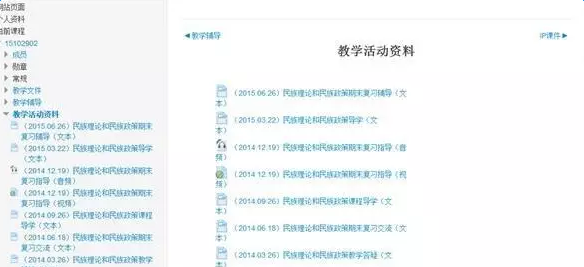 网站页面
个人资料
当前课程
15102902
成员
勋章
常规
教学文件
教学辅导
教学活动资料
（2015.06.26）民族理论和民族政策期末
复习辅导（文本）
（2015.03.22）民族理论和民族政策导学
（文本）
（2014.12.19）民族理论和民族政策期末
复习指导（音频）
（2014.12.19）民族理论和民族政策期末
复习指导（视频）
（2014.09.26）民族理论和民族政策课程
导学（文本）
（2014.06.18）民族理论和民族政策期末
复习交流（文本）
（2014.03.26）民族理论和民族政策教学
◀教学辅导
IP课件▶
教学活动资料
（2015.06.26）民族理论和民族政策期末复习辅导（文
本）
（2015.03.22）民族理论和民族政策导学（文
本）
（2014.12.19）民族理论和民族政策期末复习指导（音
频）
（2014.12.19）民族理论和民族政策期末复习指导（视
频）
（2014.09.26）民族理论和民族政策课程导学（文
本）
（2014.06.18）民族理论和民族政策期末复习交流（文
本）
（2014.03.26）民族理论和民族政策教学答疑（文
本）